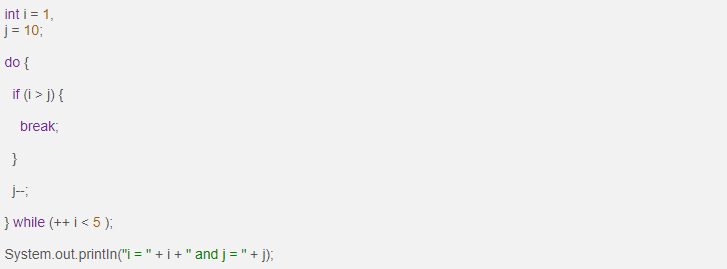 int i = 1,
j = 10;
do {
if (i > j) {
break;
}
j--;
} while (++ i < 5 );
System.out.println("i = " + i + " and j = " + j);